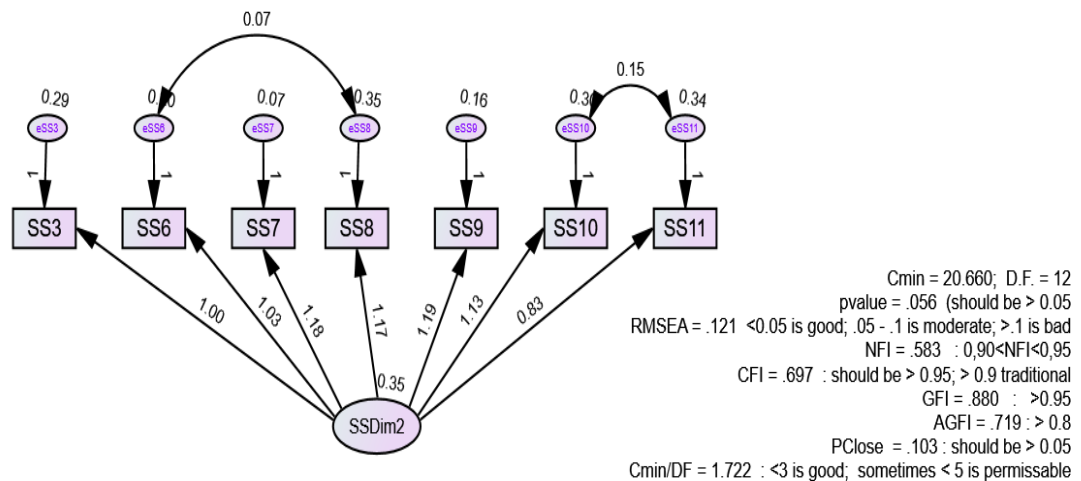 0.07
0.15
0.29
0.07
0.35
0.16
0.34
eSS3
eSS6
eSS7
eSS8
eSS9
eSS10
eSS11
1
1
1
1
1
1
1
SS3
SS6
SS7
SS8
SS9
SS10
SS11
1.00
1.03
1.18
1.17
1.19
1.13
0.83
0.35
SSDim2
Cmin = 20.660; D.F. = 12
pvalue = .056 (should be > 0.05
RMSEA = .121 <0.05 is good; .05 - .1 is moderate; >.1 is bad
NFI = .583 : 0,90<NFI<0,95
CFI = .697 : should be > 0.95; > 0.9 traditional
GFI = .880 : >0.95
AGFI = .719 : > 0.8
PClose = .103 : should be > 0.05
Cmin/DF = 1.722 : <3 is good; sometimes < 5 is permissable